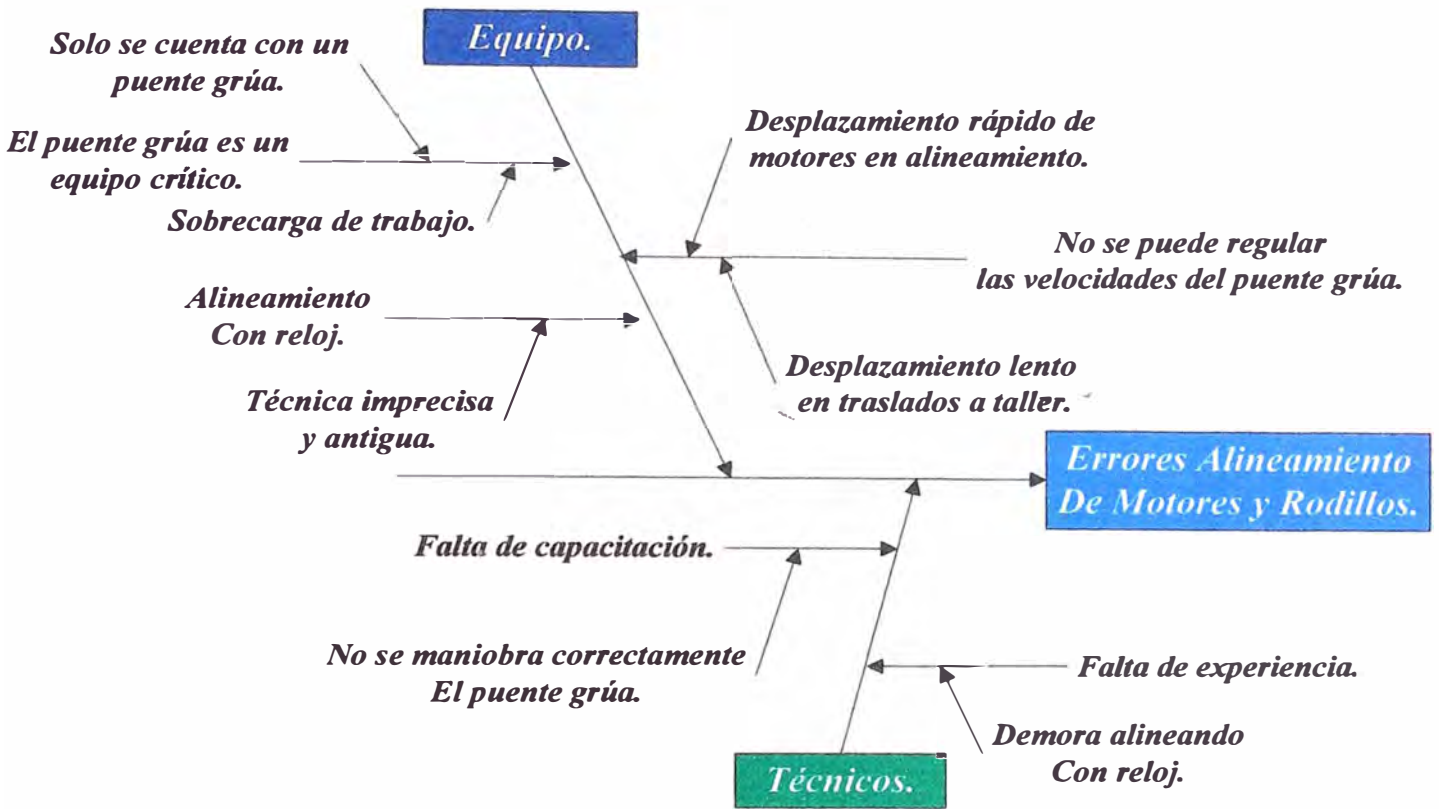 Equipo.
Solo se cuenta con un
puente grúa.
El puente grúa es un
equipo crítico.
Sobrecarga de trabajo.
Desplazamiento rápido de
motores en alineamiento.
No se puede regular
las velocidades del puente grúa.
Alineamiento
Con reloj.
Técnica imprecisa
y antigua.
Desplazamiento lento
en traslados a taller.
Errores Alineamiento
De Motores y Rodillos.
Falta de capacitación.
No se maniobra correctamente
El puente grúa.
Falta de experiencia.
Demora alineando
Con reloj.
Técnicos.